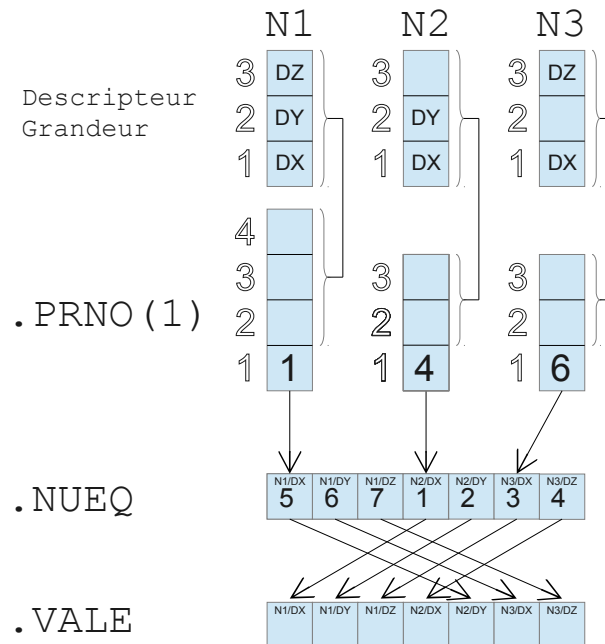 N1 N2 N3
3 DZ 3 3 DZ
Descripteur
Grandeur
2 DY 2 DY 2
1 DX 1 DX 1 DX
4
3 3 3
.PRNO(1)
2 2 2
1 1 1 4 1 6
N1/DX N1/DY N1/DZ N2/DX N2/DY N3/DX N3/DZ
.NUEQ 5 6 7 1 2 3 4
N1/DX N1/DY N1/DZ N2/DX N2/DY N3/DX N3/DZ
.VALE